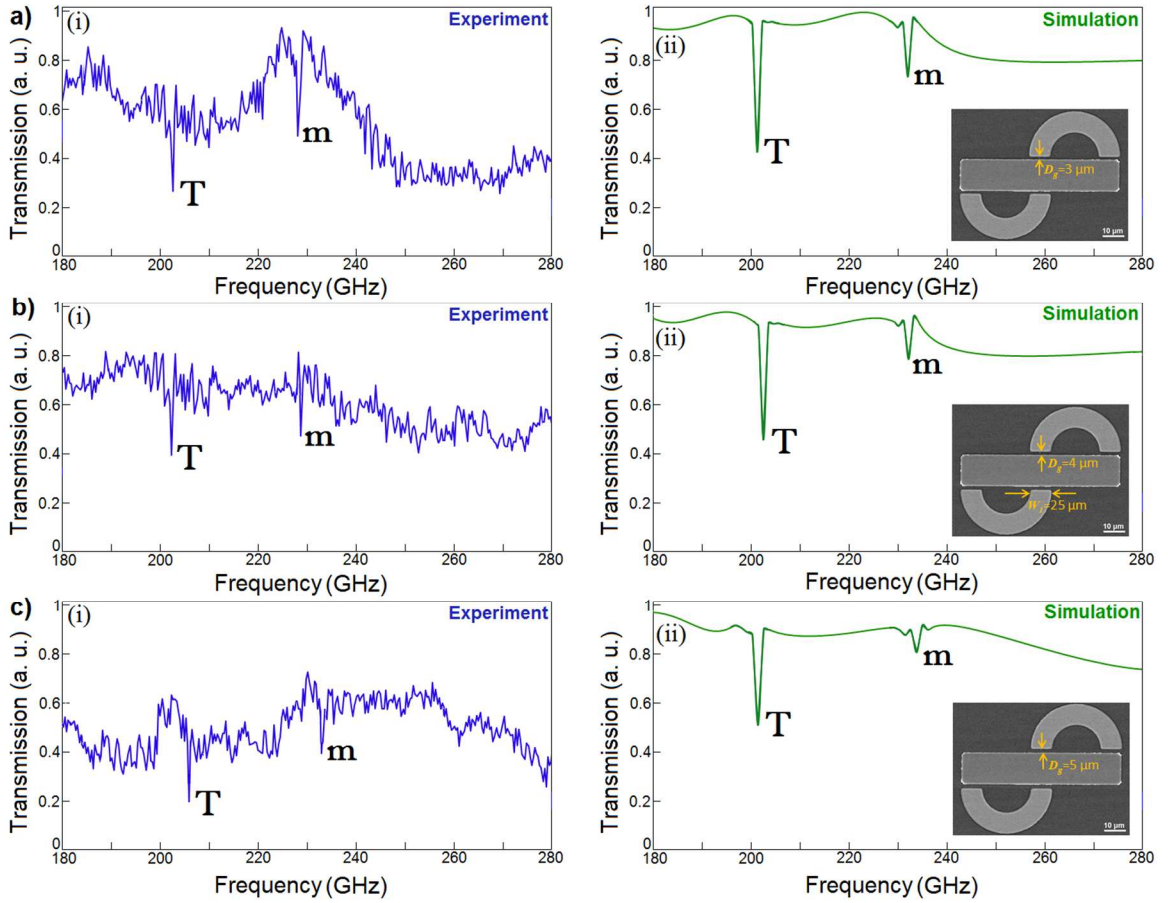 a)
(i)
Experiment
Transmission (a. u.)
1
0.8
0.6
0.4
0.2
0
T
m
180 200 220 240 260 280
Frequency (GHz)
(ii)
Simulation
Transmission (a. u.)
1
0.8
0.6
0.4
0.2
0
T
m
Dg=3 µm
10 µm
180 200 220 240 260 280
Frequency (GHz)
b)
(i)
Experiment
Transmission (a. u.)
1
0.8
0.6
0.4
0.2
0
T
m
180 200 220 240 260 280
Frequency (GHz)
(ii)
Simulation
Transmission (a. u.)
1
0.8
0.6
0.4
0.2
0
T
m
Dg=4 µm
=25 µm
10 µm
180 200 220 240 260 280
Frequency (GHz)
c)
(i)
Experiment
Transmission (a. u.)
1
0.8
0.6
0.4
0.2
0
T
m
180 200 220 240 260 280
Frequency (GHz)
(ii)
Simulation
Transmission (a. u.)
1
0.8
0.6
0.4
0.2
0
T
m
Dg=5 µm
10 µm
180 200 220 240 260 280
Frequency (GHz)